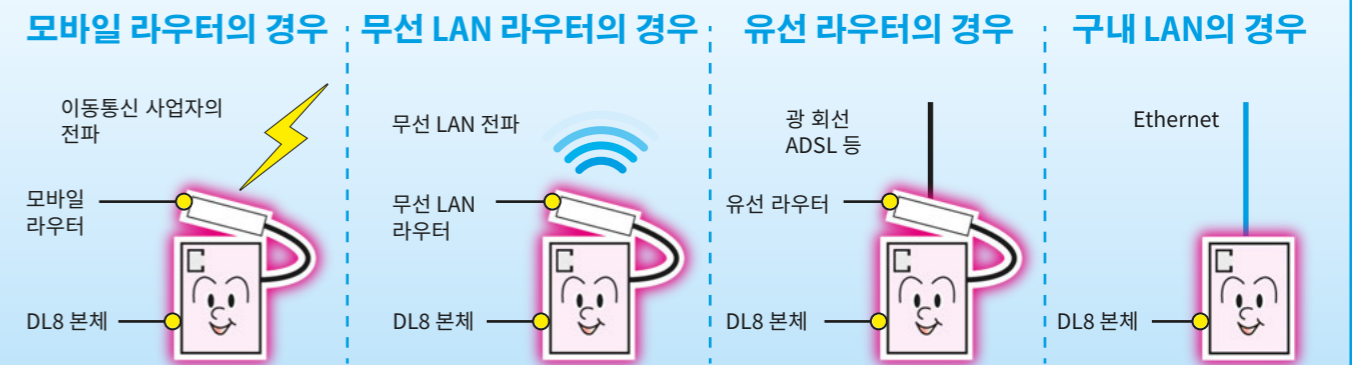 모바일 라우터의 경우
이동통신 사업자의
전파
모바일
라우터
DL8 본체
무선 LAN 라우터의 경우
무선 LAN 전파
무선 LAN
라우터
DL8 본체
유선 라우터의 경우
광 회선
ADSL 등
유선 라우터
DL8 본체
구내 LAN의 경우
Ethernet
DL8 본체